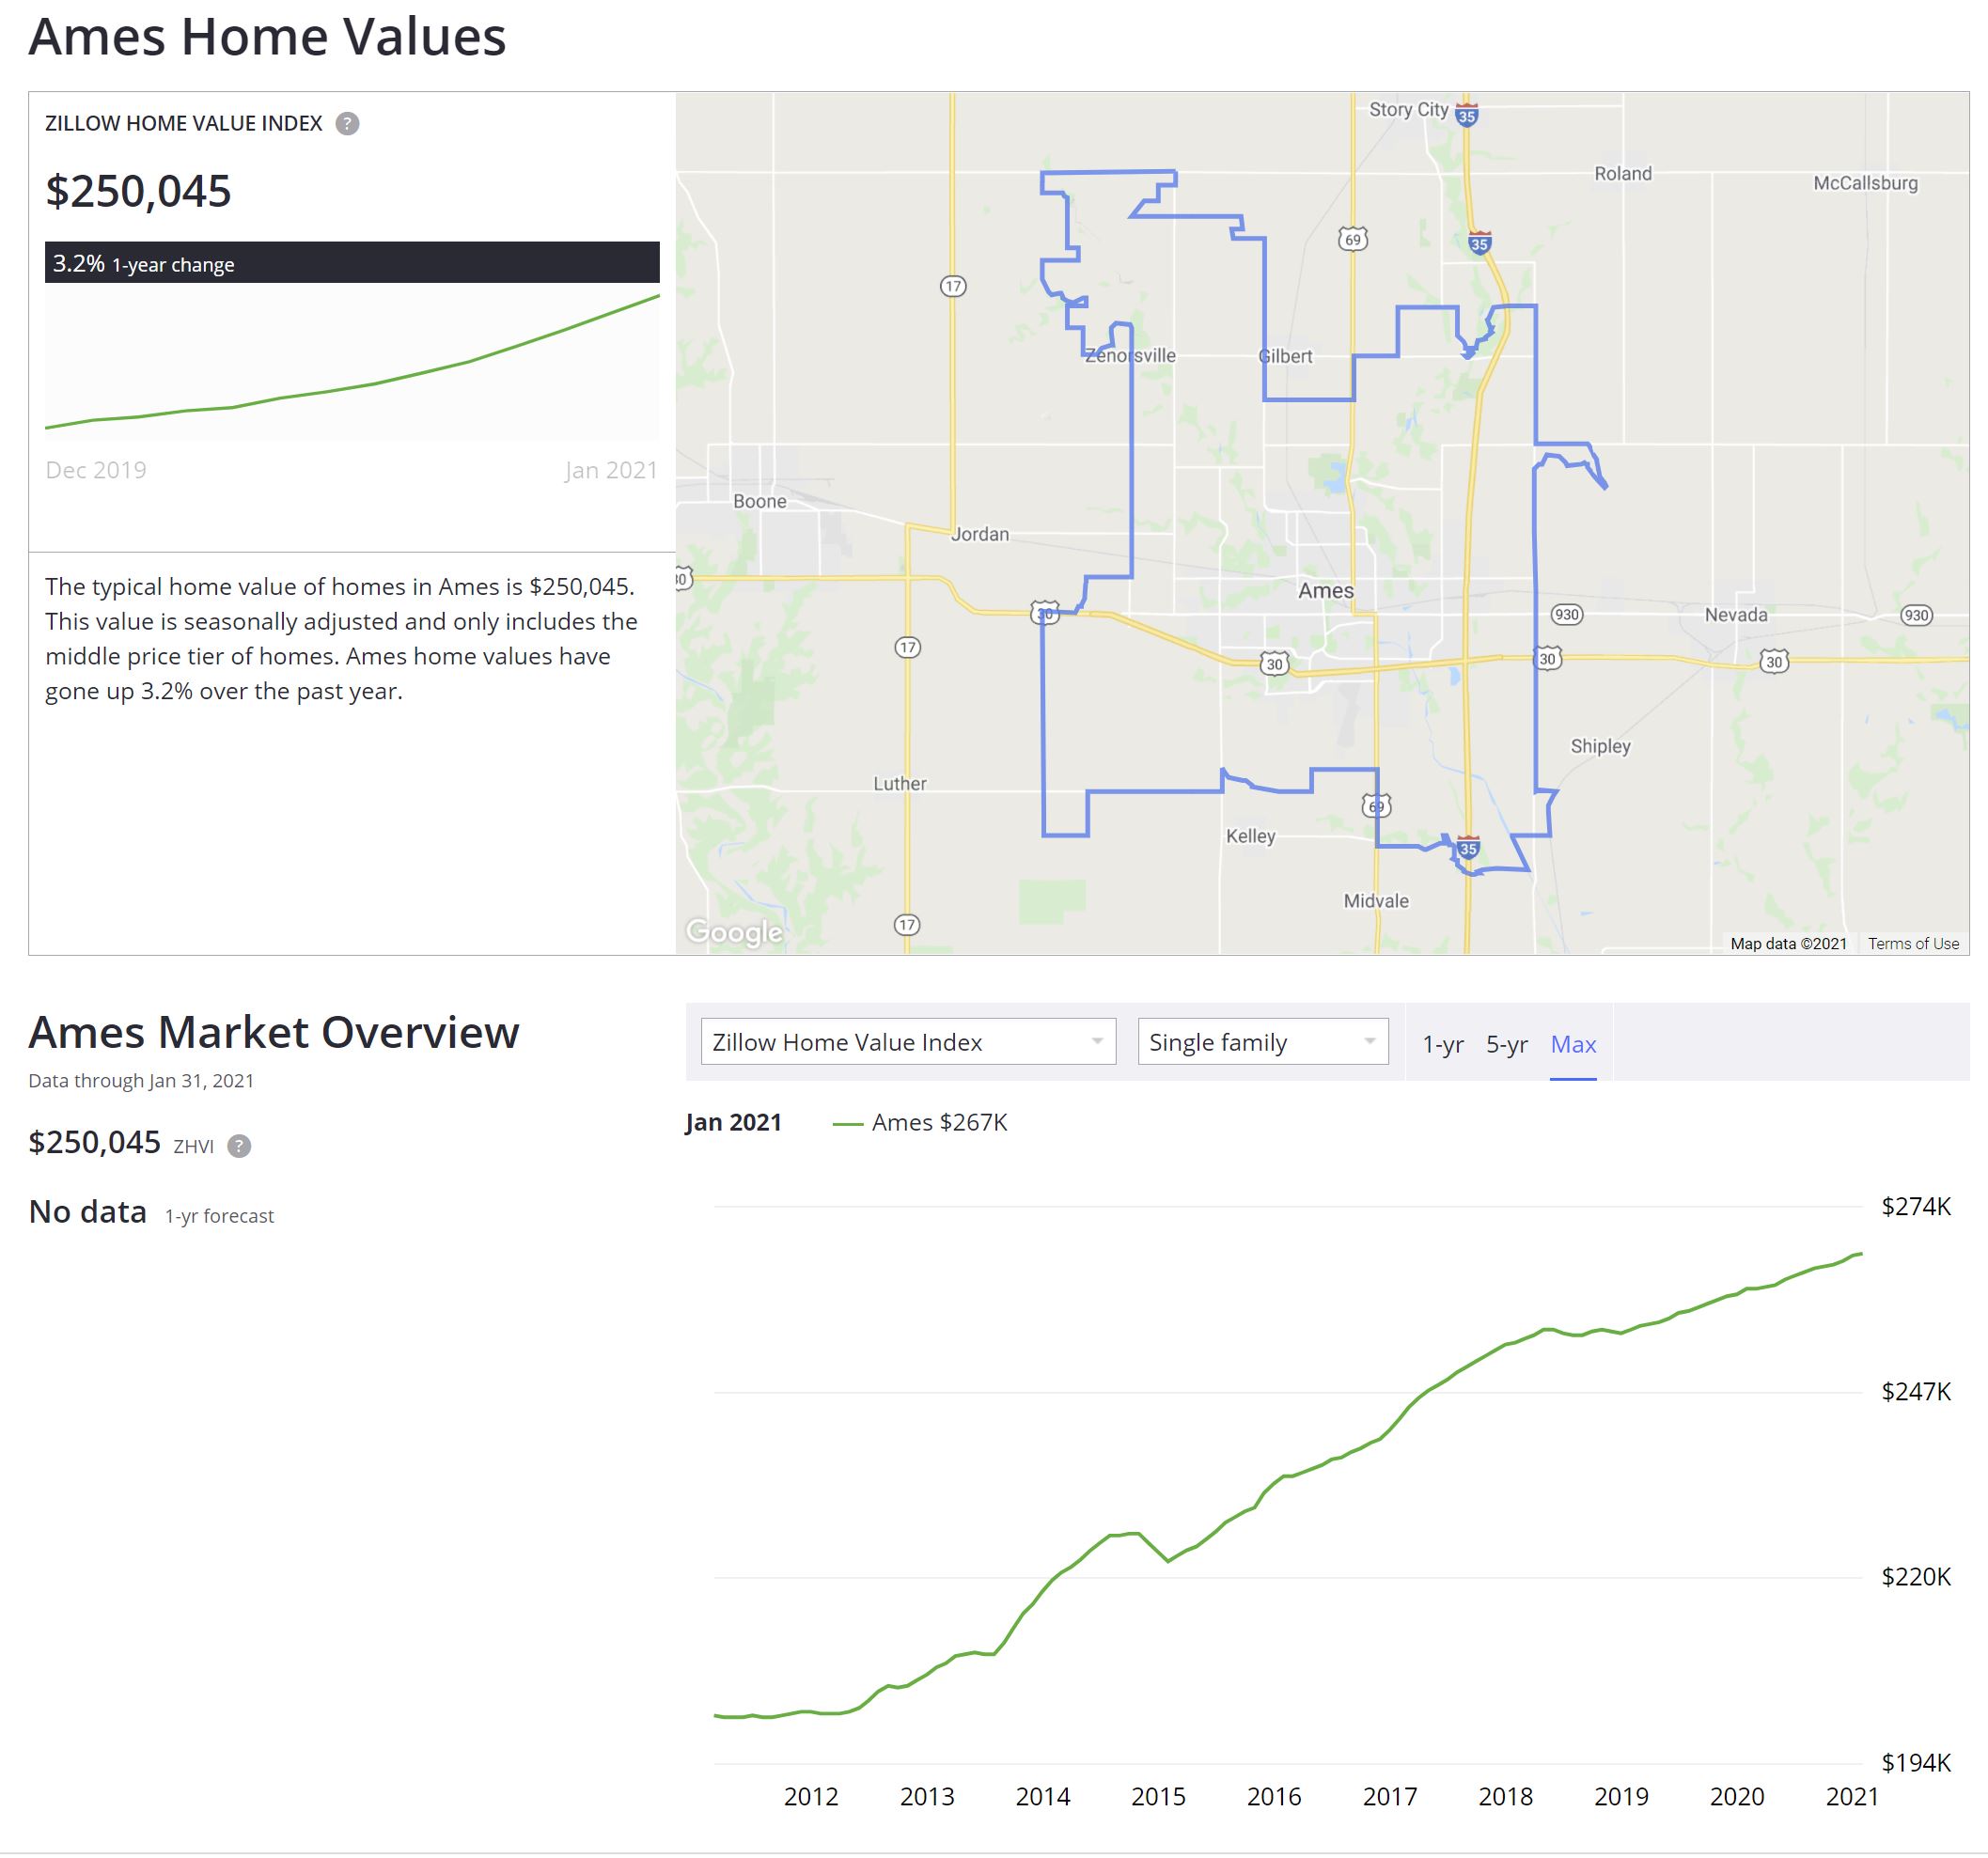 Ames Home Values
ZILLOW HOME VALUE INDEX ?
$250,045
3.2% 1-year change
Dec 2019 Jan 2021
The typical home value of homes in Ames is $250,045.
This value is seasonally adjusted and only includes the
middle price tier of homes. Ames home values have
gone up 3.2% over the past year.
Story City 35
Roland
McCallsburg
69
35
17
Zenorsville
Gilbert
Boone
Jordan
30
Ames
30
930
Nevada
930
17
30
30
30
Shipley
Luther
69
Kelley
35
Midvale
17
Google
Map data ©2021 Terms of Use
Ames Market Overview
Data through Jan 31, 2021
$250,045 ZHVI ?
No data 1-yr forecast
Zillow Home Value Index Single family 1-yr 5-yr Max
Jan 2021 Ames $267K
$274K
$247K
$220K
$194K
2012 2013 2014 2015 2016 2017 2018 2019 2020 2021